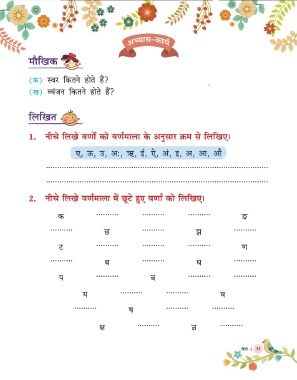 अभ्यास-कार्य
मौखिक
(क) स्वर कितने होते हैं?
(ख) व्यंजन कितने होते हैं?
लिखित
1. नीचे लिखे वर्णों को वर्णमाला के अनुसार क्रम से लिखिए।
ए, ऊ, उ, अः, ऋ, ई, ऐ, अं, इ, अ, आ, औ
2. नीचे लिखे वर्णमाला में छूटे हुए वर्णों को लिखिए।
क .......... .......... .......... ङ
.......... छ .......... झ ..........
ट .......... .......... .......... ण
.......... थ .......... ध ..........
प .......... ब ..........
य .......... .......... व
.......... ष .......... ..........
क्ष .......... ज्ञ ..........
11